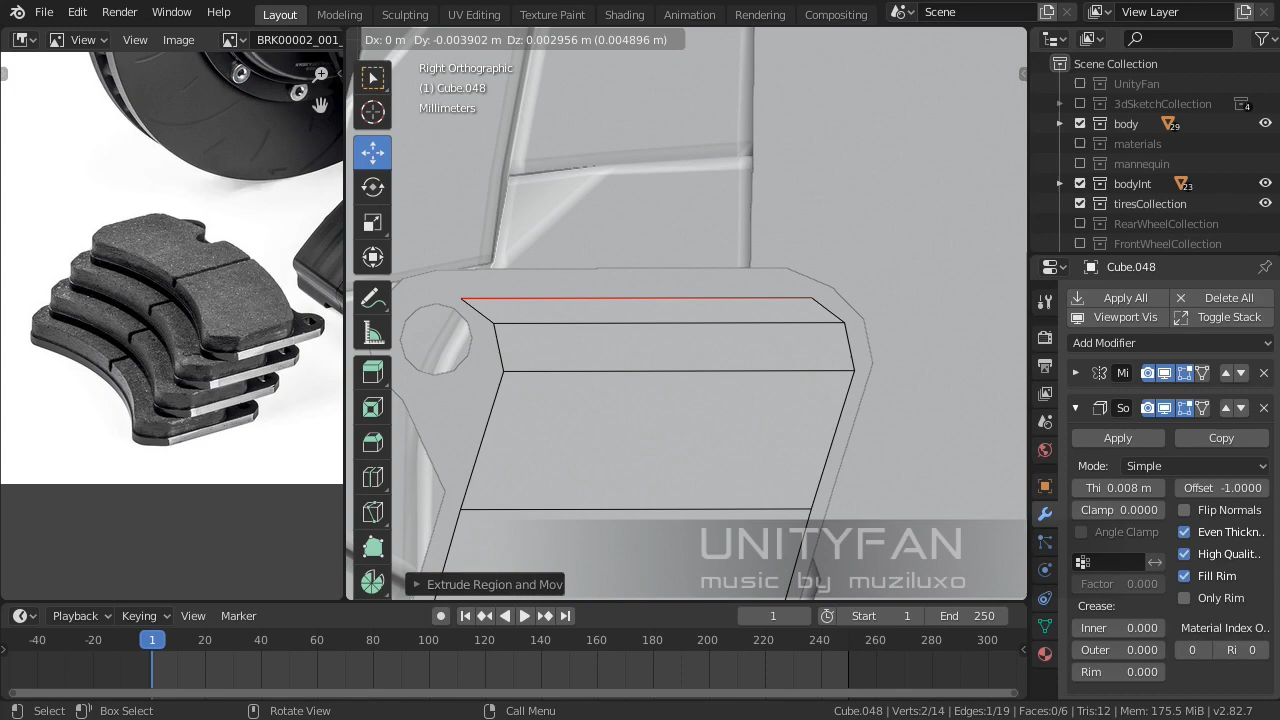 File Edit Render Window Help Layout Modeling Sculpting UV Editing Texture Paint Shading Animation Rendering Compositing Scene View Layer
View View Image BRK00002_001_
Dx: 0 m Dy: -0.003902 m Dz: 0.002956 m (0.004896 m)
Right Orthographic
(1) Cube.048
Millimeters
Scene Collection
UnityFan
3dSketchCollection 4
body 29
materials
mannequin
bodyInt 23
tiresCollection
RearWheelCollection
FrontWheelCollection
Cube.048
Apply All Delete All
Viewport Vis Toggle Stack
Add Modifier
Mi
So
Apply Copy
Mode: Simple
Thi 0.008 m Offset -1.0000
Clamp 0.0000 Flip Normals
Angle Clamp Even Thickn..
High Qualit..
Factor 0.000 Fill Rim
Crease: Only Rim
Inner 0.000 Material Index O..
Outer 0.000 0 Ri 0
Rim 0.000
UNITYFAN
music by muziluxo
Extrude Region and Mov
Playback Keying View Marker 1 Start 1 End 250
-40 -20 1 20 40 60 80 100 120 140 160 180 200 220 240 260 280 300
Select Box Select Rotate View Call Menu Cube.048 | Verts:2/14 | Edges:1/19 | Faces:0/6 | Tris:12 | Mem: 175.5 MiB | v2.82.7